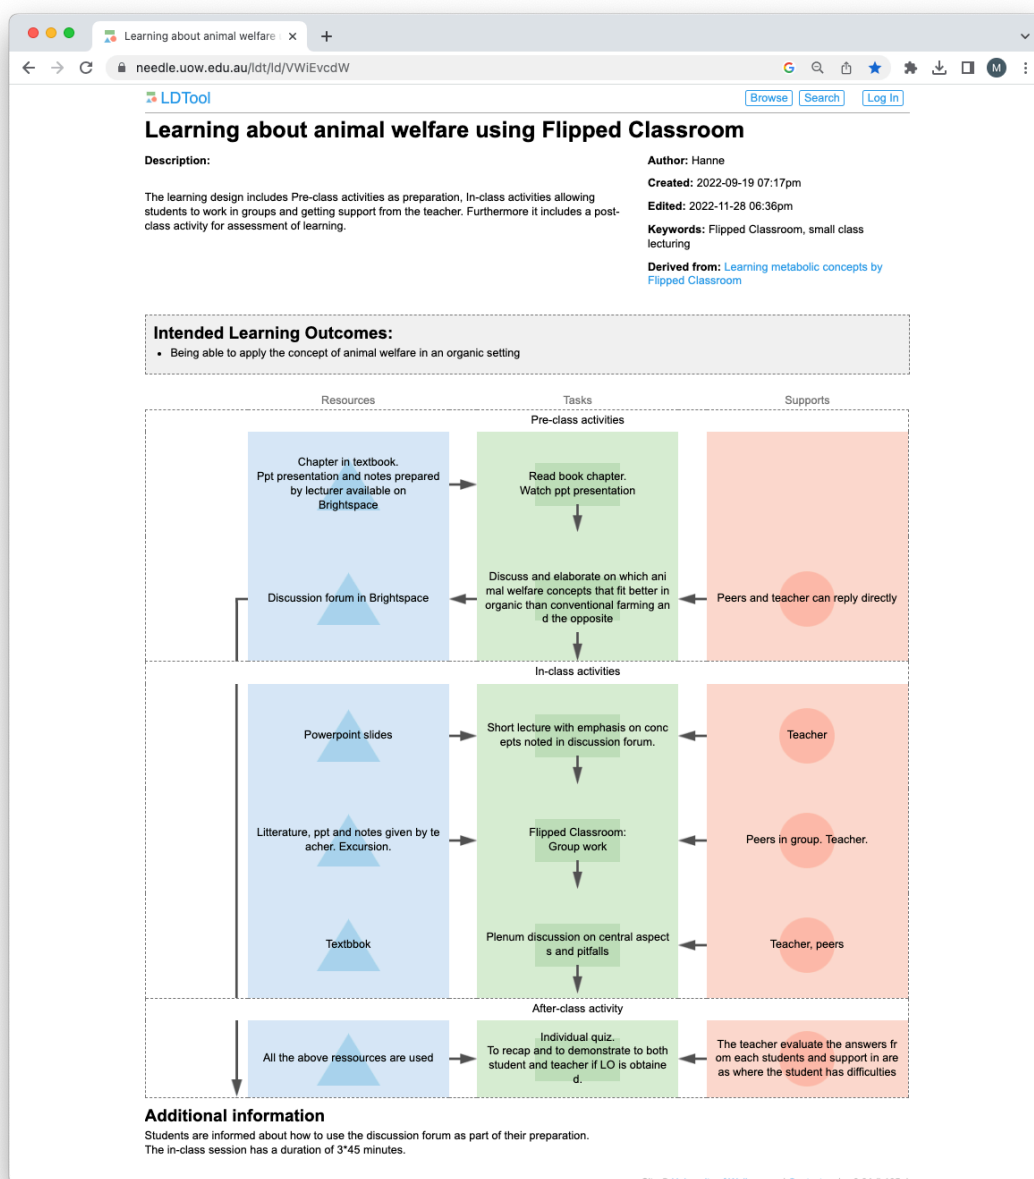 Learning about animal welfare
needle.uow.edu.au/ldt/ld/VWiEvcdW
M
LDTool
Browse Search Log In
Learning about animal welfare using Flipped Classroom
Description:
The learning design includes Pre-class activities as preparation, In-class activities allowing
students to work in groups and getting support from the teacher. Furthermore it includes a post-
class activity for assessment of learning.
Author: Hanne
Created: 2022-09-19 07:17pm
Edited: 2022-11-28 06:36pm
Keywords: Flipped Classroom, small class
lecturing
Derived from: Learning metabolic concepts by
Flipped Classroom
Intended Learning Outcomes:
• Being able to apply the concept of animal welfare in an organic setting
Resources Tasks Supports
Pre-class activities
Chapter in textbook.
Ppt presentation and notes prepared
by lecturer available on
Brightspace
Read book chapter.
Watch ppt presentation
Discussion forum in Brightspace
Discuss and elaborate on which ani
mal welfare concepts that fit better in
organic than conventional farming an
d the opposite
Peers and teacher can reply directly
In-class activities
Powerpoint slides
Short lecture with emphasis on conc
epts noted in discussion forum.
Teacher
Litterature, ppt and notes given by te
acher. Excursion.
Flipped Classroom:
Group work
Peers in group. Teacher.
Textbbok
Plenum discussion on central aspect
s and pitfalls
Teacher, peers
After-class activity
All the above ressources are used
Individual quiz.
To recap and to demonstrate to both
student and teacher if LO is obtaine
d.
The teacher evaluate the answers fr
om each students and support in are
as where the student has difficulties
Additional information
Students are informed about how to use the discussion forum as part of their preparation.
The in-class session has a duration of 3*45 minutes.